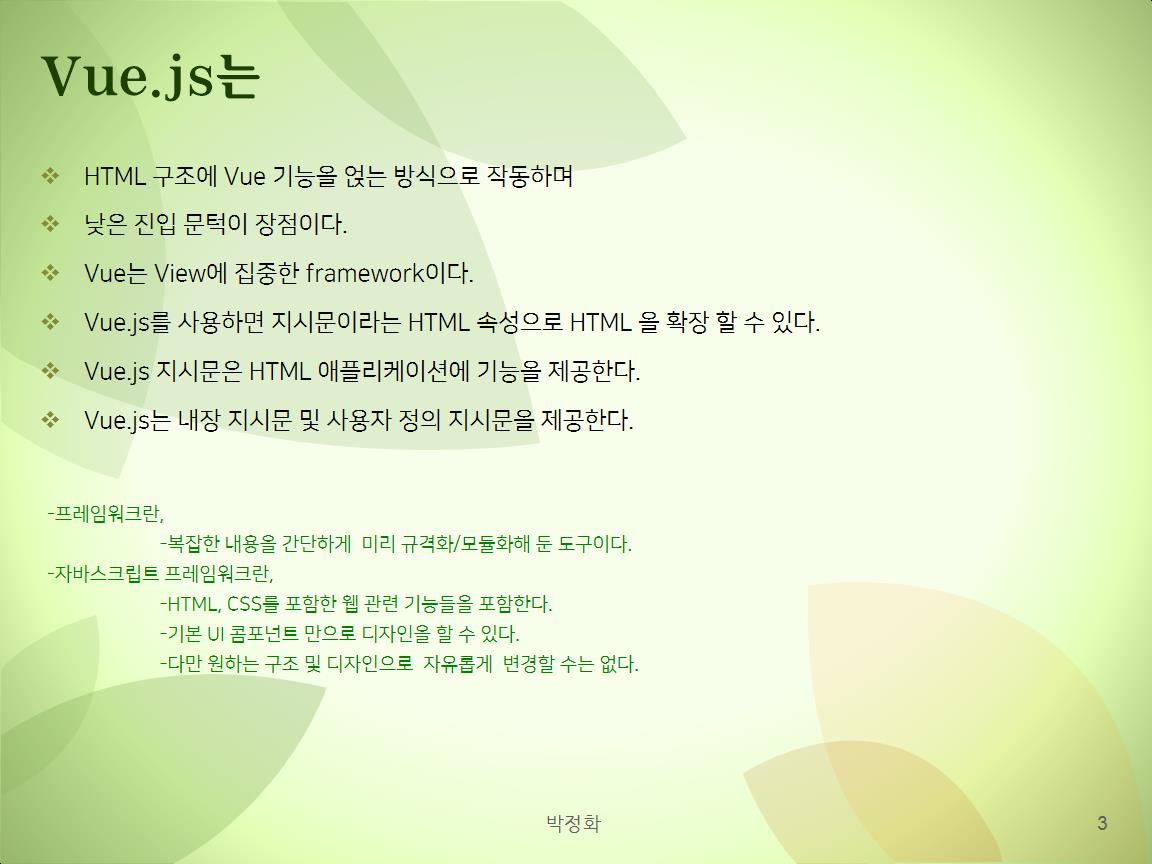 Vue.js는
HTML 구조에 Vue 기능을 얹는 방식으로 작동하며
낮은 진입 문턱이 장점이다.
Vue는 View에 집중한 framework이다.
Vue.js를 사용하면 지시문이라는 HTML 속성으로 HTML 을 확장 할 수 있다.
Vue.js 지시문은 HTML 애플리케이션에 기능을 제공한다.
Vue.js는 내장 지시문 및 사용자 정의 지시문을 제공한다.
-프레임워크란,
-복잡한 내용을 간단하게 미리 규격화/모듈화해 둔 도구이다.
-자바스크립트 프레임워크란,
-HTML, CSS를 포함한 웹 관련 기능들을 포함한다.
-기본 UI 콤포넌트 만으로 디자인을 할 수 있다.
-다만 원하는 구조 및 디자인으로 자유롭게 변경할 수는 없다.
박정화
3